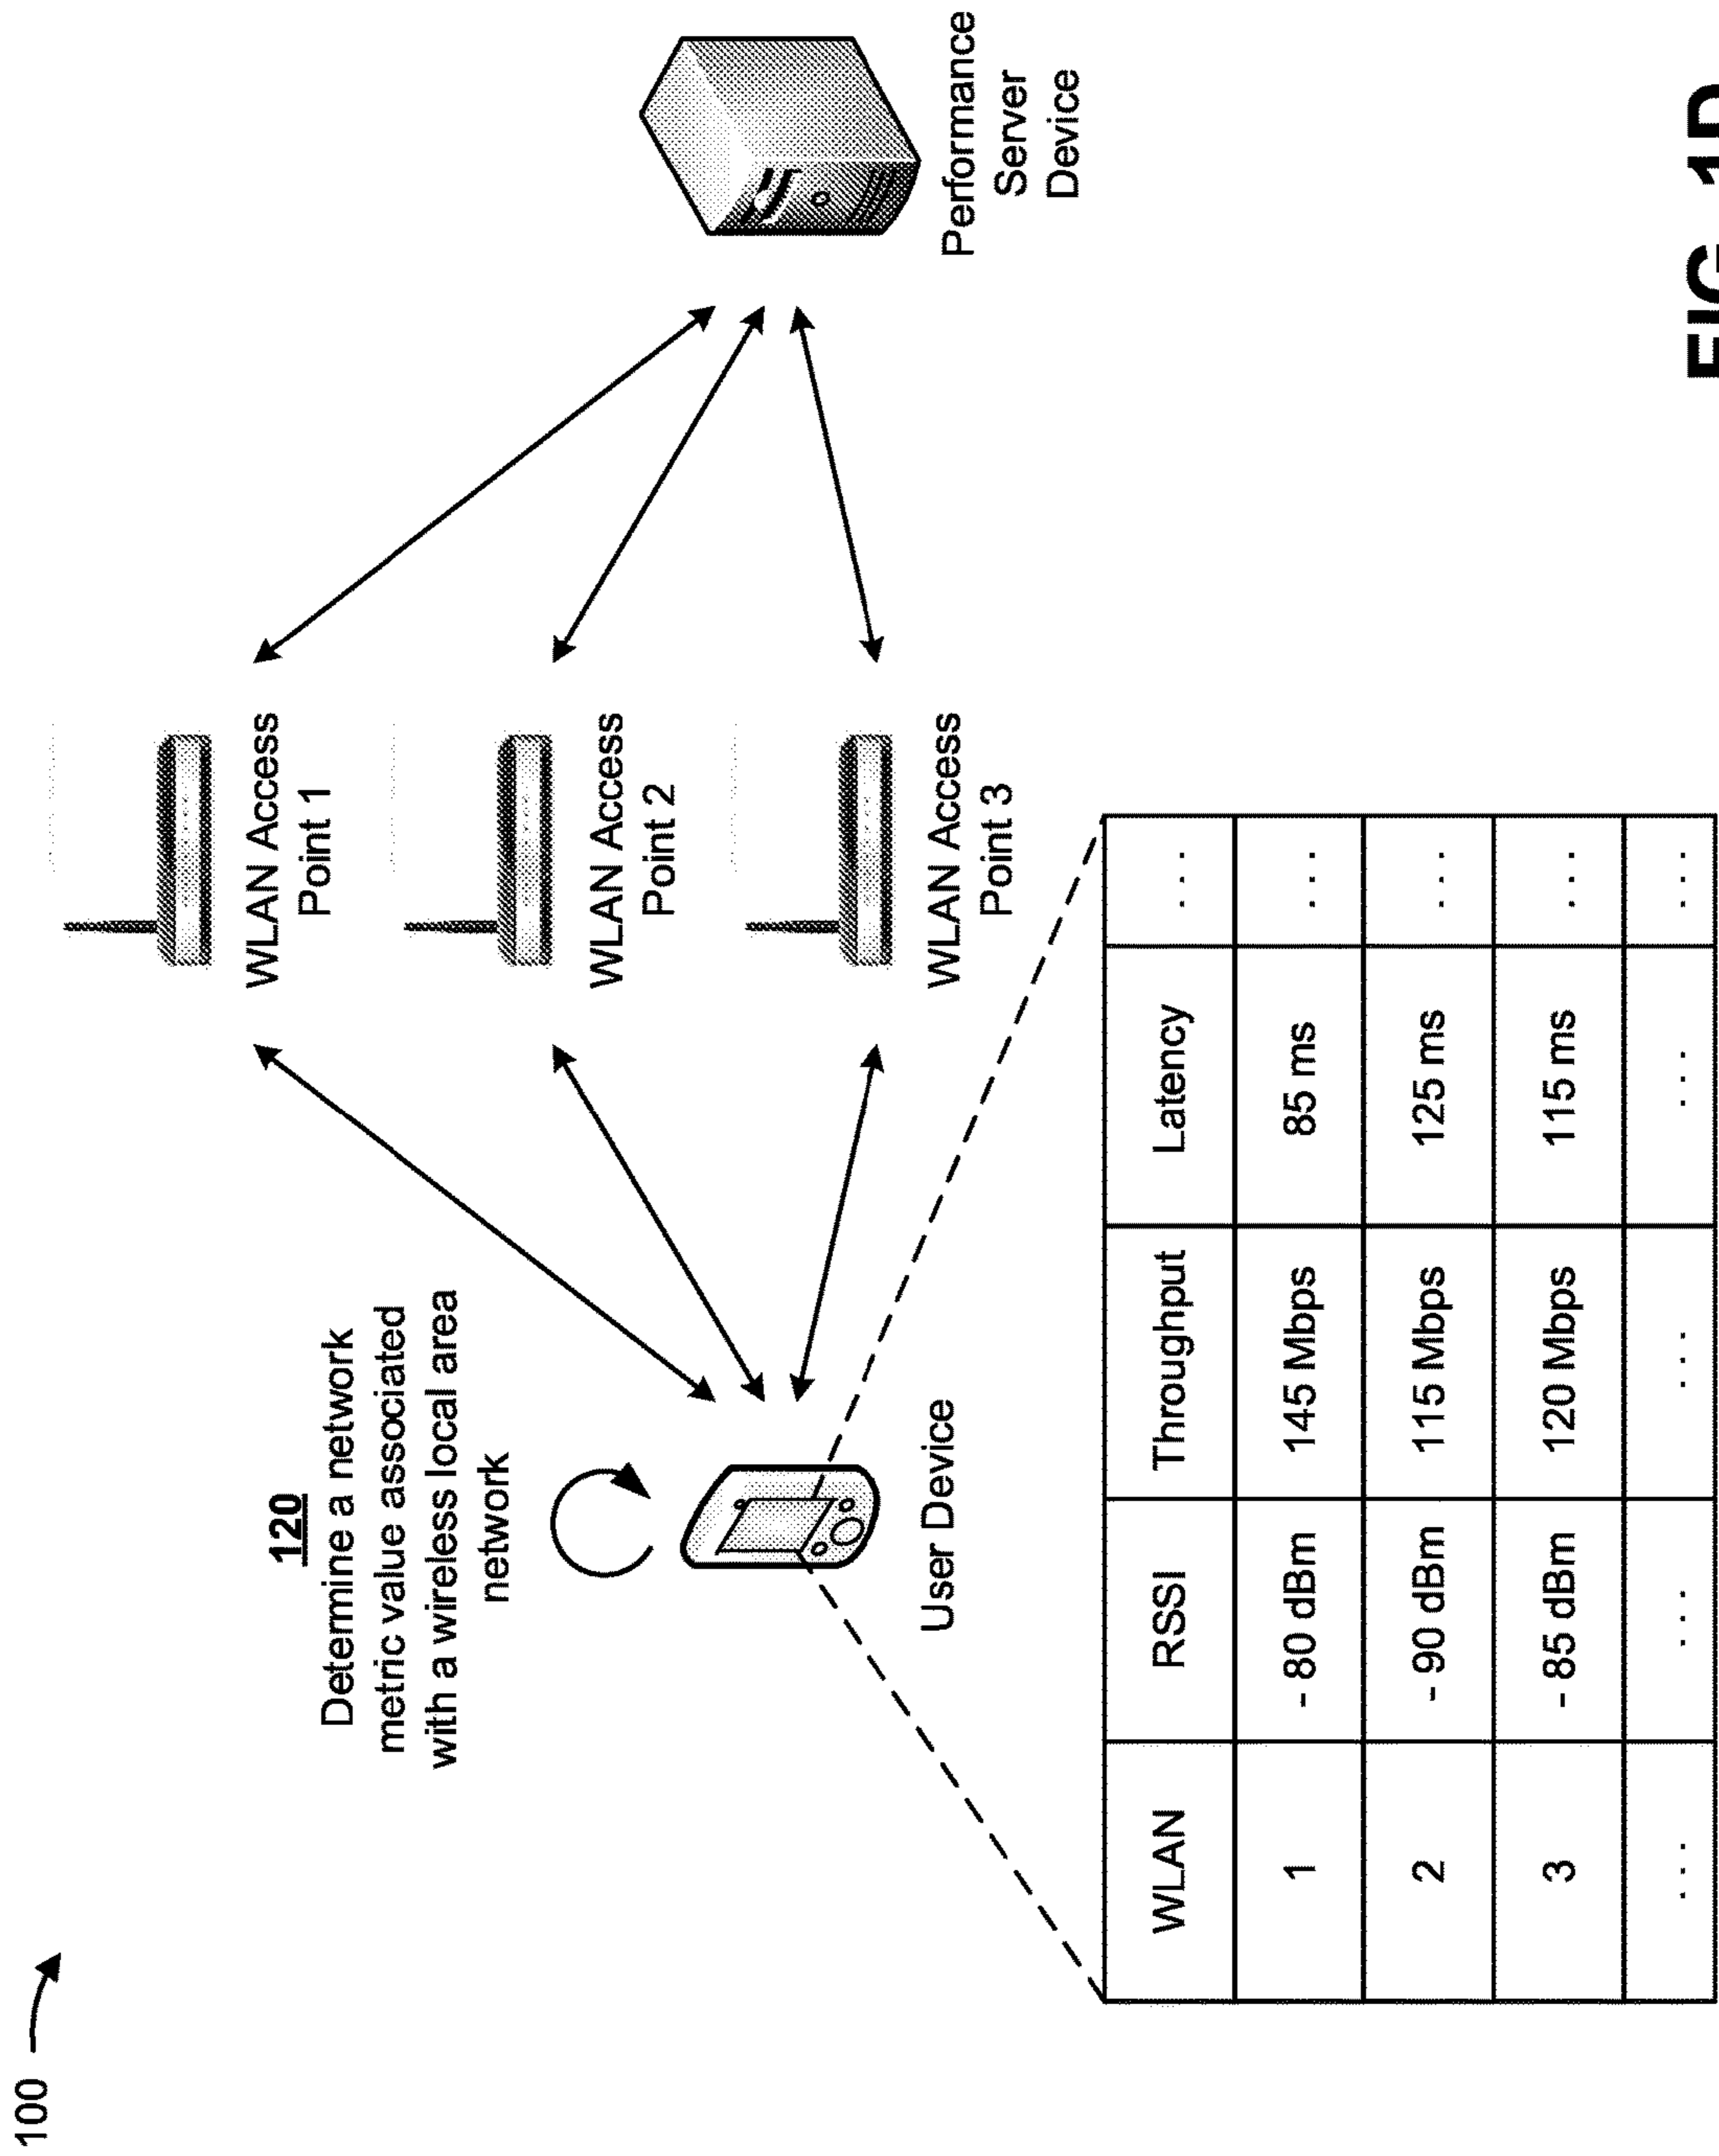 100
120
Determine a network
metric value associated
with a wireless local area
network
User Device
WLAN Access
Point 1
WLAN Access
Point 2
WLAN Access
Point 3
Performance
Server
Device
WLAN RSSI Throughput Latency . . .
1 - 80 dBm 145 Mbps 85 ms . . .
2 - 90 dBm 115 Mbps 125 ms . . .
3 - 85 dBm 120 Mbps 115 ms . . .
. . . . . . . . . . . . . . .
FIG. 1D